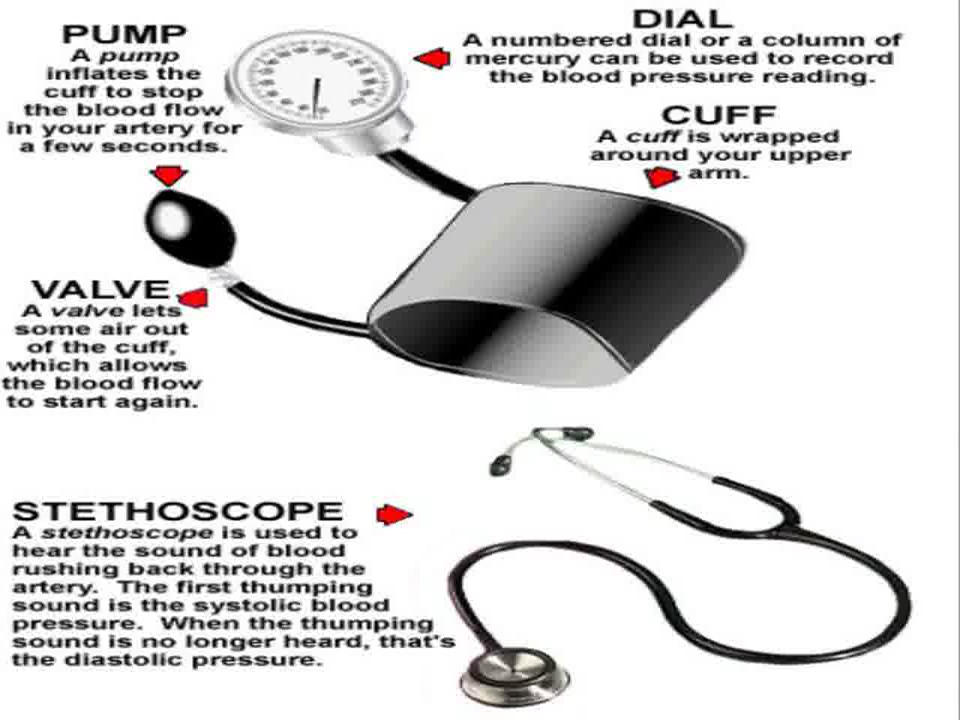 PUMP
A pump
inflates the
cuff to stop
the blood flow
in your artery for
a few seconds.
DIAL
A numbered dial or a column of
mercury can be used to record
the blood pressure reading.
CUFF
A cuff is wrapped
around your upper
arm.
VALVE
A valve lets
some air out
of the cuff,
which allows
the blood flow
to start again.
STETHOSCOPE
A stethoscope is used to
hear the sound of blood
rushing back through the
artery. The first thumping
sound is the systolic blood
pressure. When the thumping
sound is no longer heard, that's
the diastolic pressure.